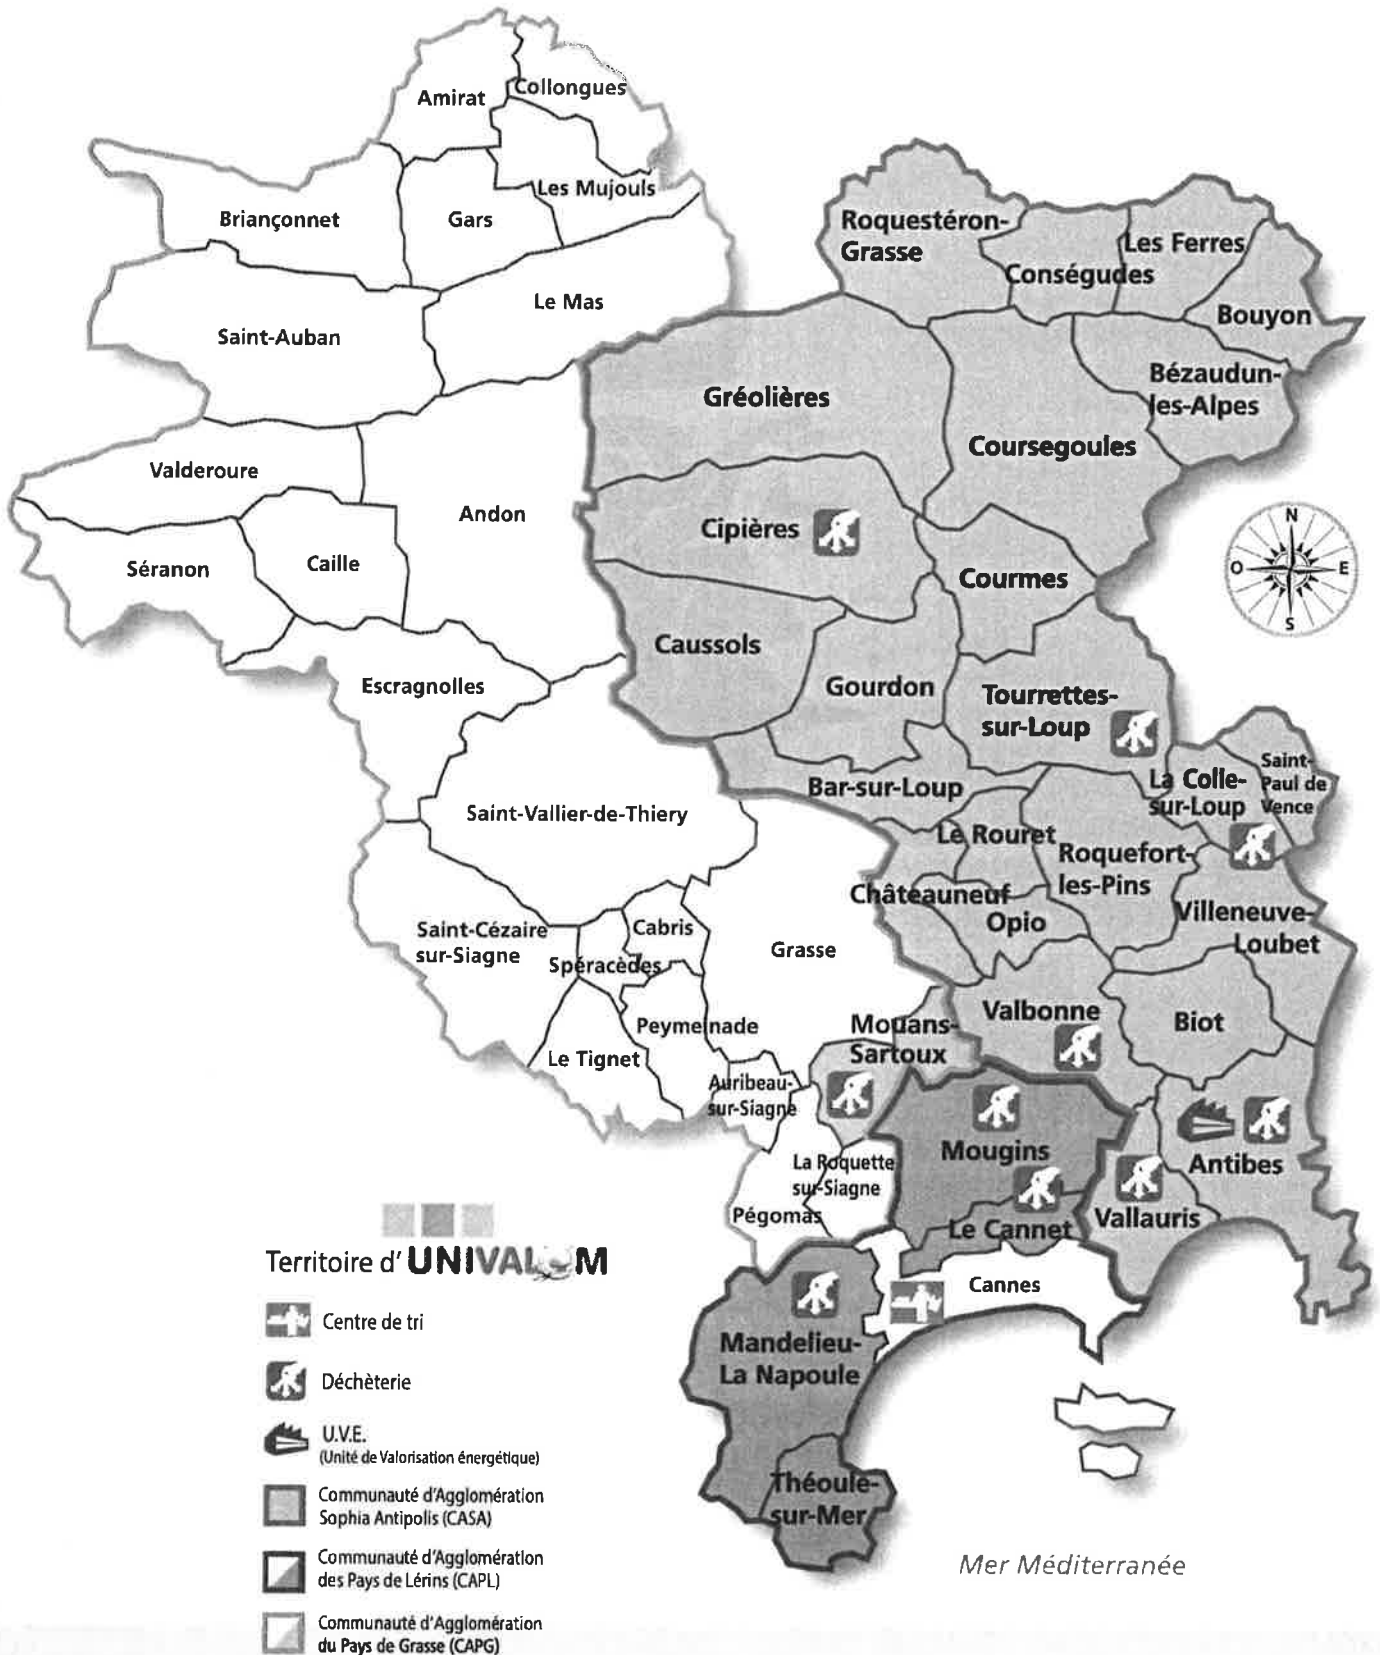 Amirat
Collongues
Briançonnet
Gars
Les Mujouls
Roquestéron-
Grasse
Conségudes
Les Ferres
Bouyon
Saint-Auban
Le Mas
Gréolières
Coursegoules
Bézaudun-
les-Alpes
Valderoure
Andon
Cipières
Séranon
Caille
Courmes
N
O
E
S
Caussols
Escragnolles
Gourdon
Tourrettes-
sur-Loup
Saint-Vallier-de-Thiery
Bar-sur-Loup
La Colle-
sur-Loup
Saint-
Paul de
Vence
Le Rouret
Roquefort-
les-Pins
Châteauneuf
Opio
Villeneuve-
Loubet
Saint-Cézaire
sur-Siagne
Cabris
Spéracèdes
Grasse
Peymeinade
Le Tignet
Mouans-
Sartoux
Valbonne
Biot
Auribeau-
sur-Siagne
Mougins
Antibes
La Roquette
sur-Siagne
Pégomas
Le Cannet
Vallauris
Cannes
Mandelieu-
La Napoule
Théoule-
sur-Mer
Mer Méditerranée
Territoire d'UNIVALOM
Centre de tri
Déchèterie
U.V.E.
(Unité de Valorisation énergétique)
Communauté d'Agglomération
Sophia Antipolis (CASA)
Communauté d'Agglomération
des Pays de Lérins (CAPL)
Communauté d'Agglomération
du Pays de Grasse (CAPG)